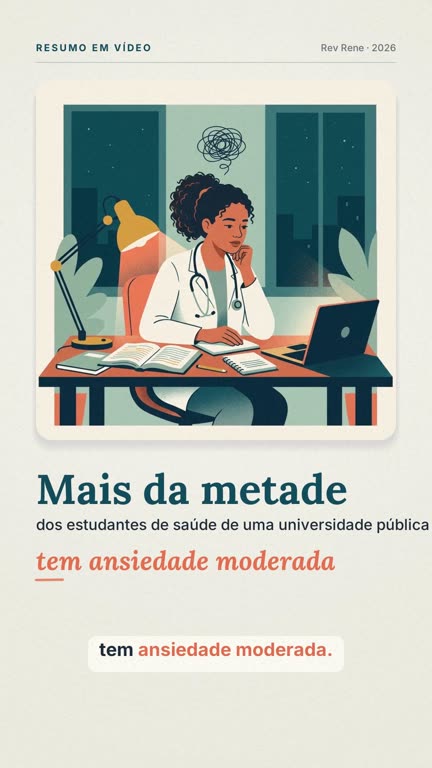 RESUMO EM VÍDEO
Rev Rene · 2026
Mais da metade
dos estudantes de saúde de uma universidade pública
tem ansiedade moderada
tem ansiedade moderada.